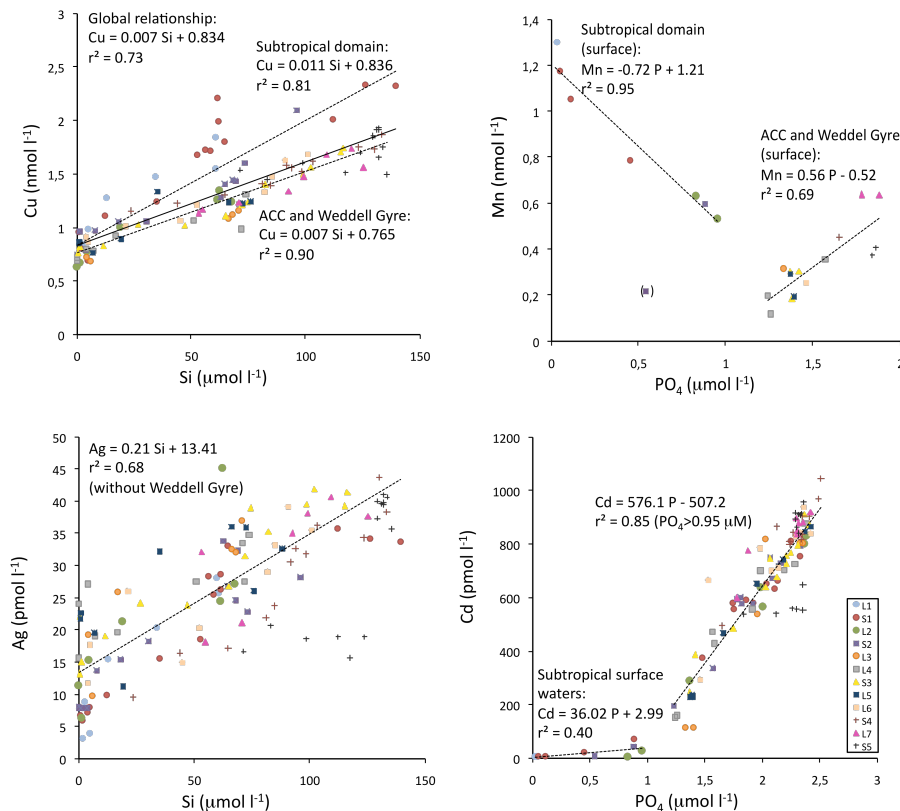 Global relationship:
Cu = 0.007 Si + 0.834
r² = 0.73
Subtropical domain:
Cu = 0.011 Si + 0.836
r² = 0.81
ACC and Weddell Gyre:
Cu = 0.007 Si + 0.765
r² = 0.90
3
2,5
2
1,5
1
0,5
0
Cu (nmol l⁻¹)
0
50
100
150
Si (μmol l⁻¹)
Subtropical domain
(surface):
Mn = -0.72 P + 1.21
r² = 0.95
ACC and Weddel Gyre
(surface):
Mn = 0.56 P - 0.52
r² = 0.69
( )
1,4
1,2
1
0,8
0,6
0,4
0,2
0
Mn (nmol l⁻¹)
0
0,5
1
1,5
2
PO₄ (μmol l⁻¹)
Ag = 0.21 Si + 13.41
r² = 0.68
(without Weddell Gyre)
50
45
40
35
30
25
20
15
10
5
0
Ag (pmol l⁻¹)
0
50
100
150
Si (μmol l⁻¹)
Cd = 576.1 P - 507.2
r² = 0.85 (PO₄>0.95 μM)
Subtropical surface
waters:
Cd = 36.02 P + 2.99
r² = 0.40
1200
1000
800
600
400
200
0
Cd (pmol l⁻¹)
0
0,5
1
1,5
2
2,5
3
PO₄ (μmol l⁻¹)
L1
S1
L2
S2
L3
L4
S3
L5
L6
S4
L7
S5